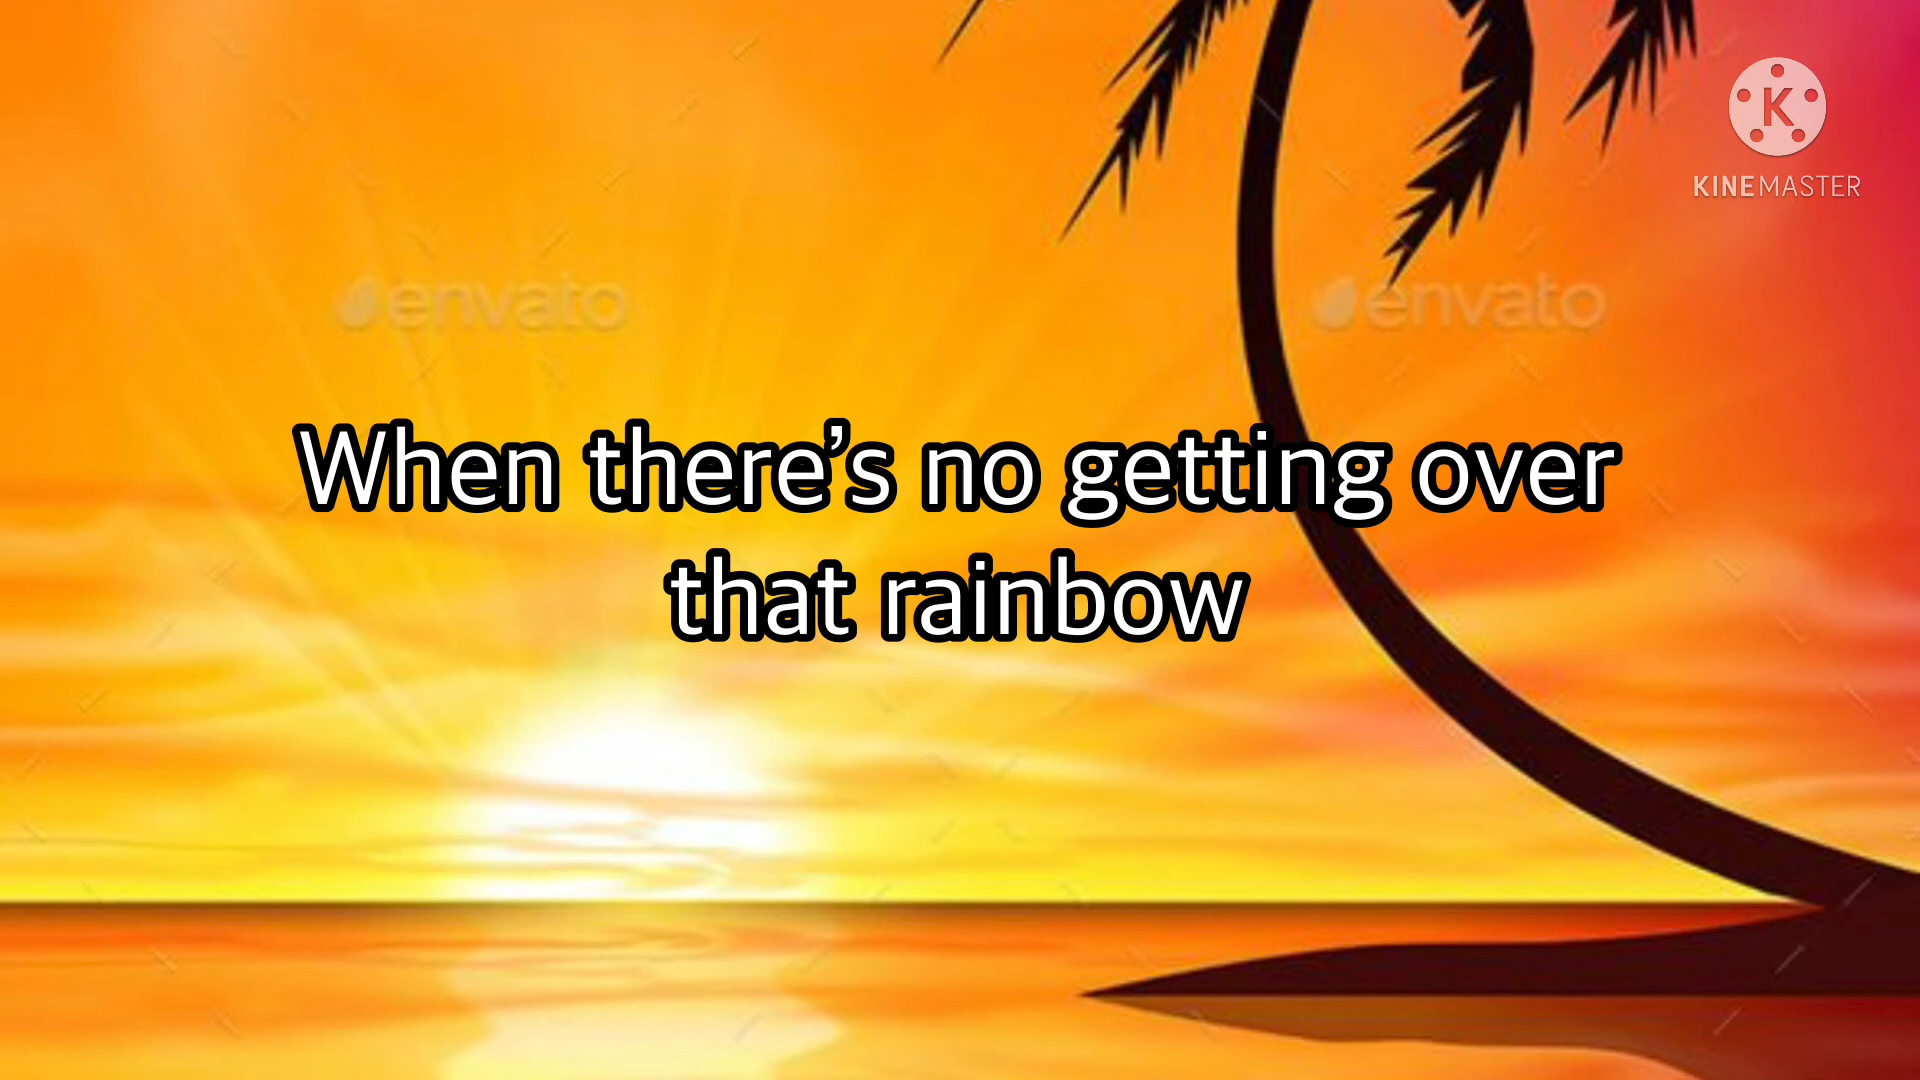 K
KINEMASTER
envato envato
When there's no getting over
that rainbow